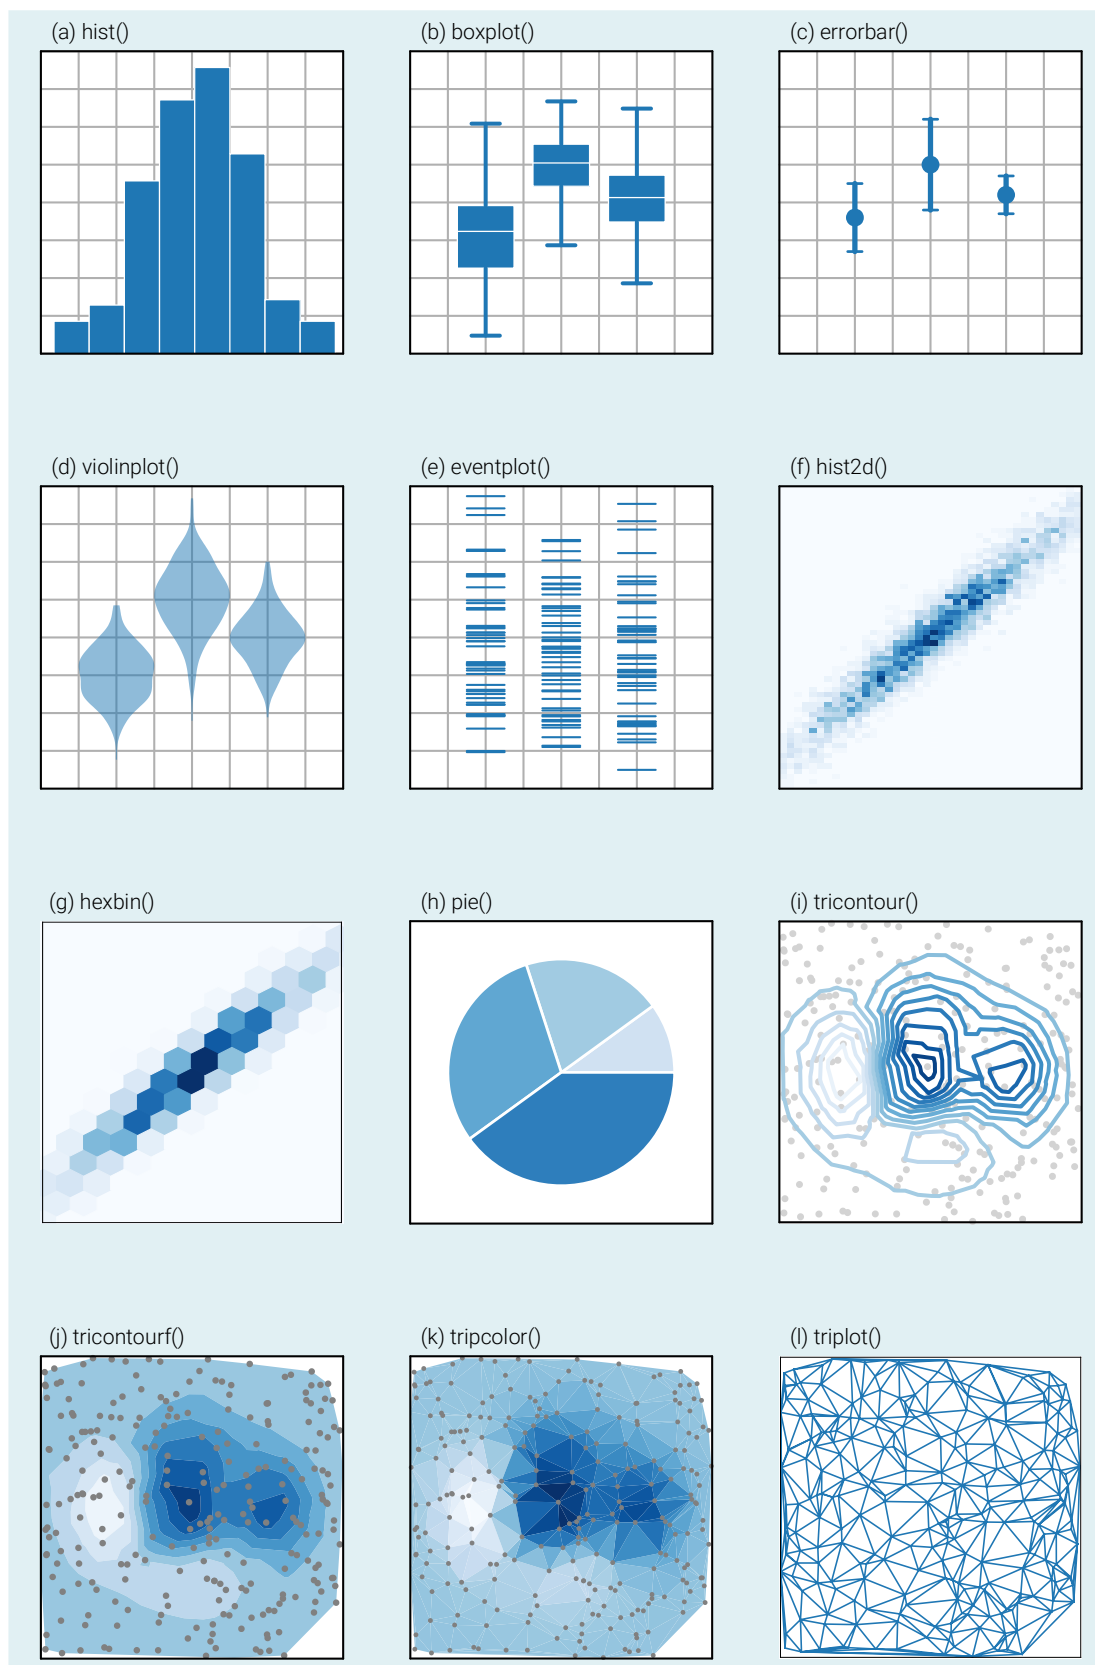 (a) hist()
(b) boxplot()
(c) errorbar()
(d) violinplot()
(e) eventplot()
(f) hist2d()
(g) hexbin()
(h) pie()
(i) tricontour()
(j) tricontourf()
(k) tripcolor()
(l) triplot()